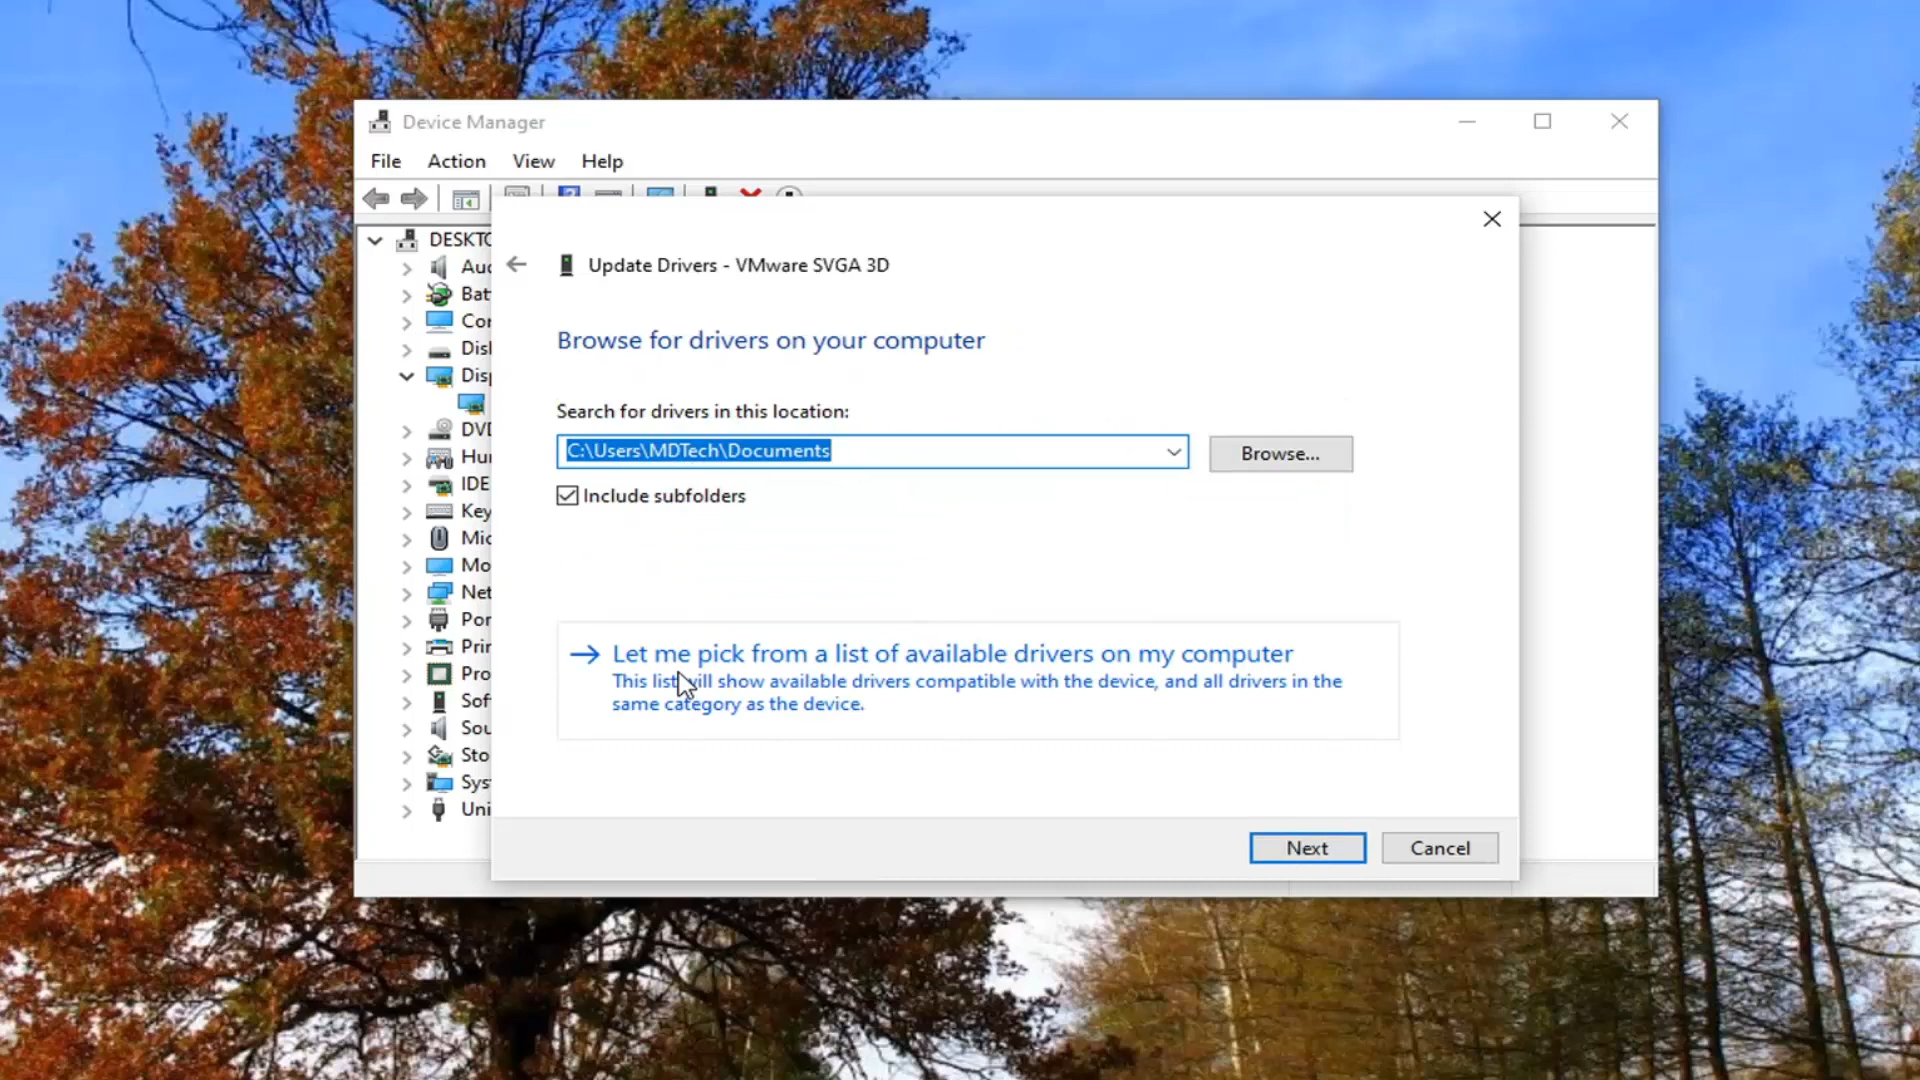 Device Manager
File Action View Help
Update Drivers - VMware SVGA 3D
Browse for drivers on your computer
Search for drivers in this location:
C:\Users\MDTech\Documents
Browse...
Include subfolders
Let me pick from a list of available drivers on my computer
This list will show available drivers compatible with the device, and all drivers in the
same category as the device.
Next Cancel
DESKTO
Aud
Bat
Cor
Disk
Disp
DVD
Hur
IDE
Key
Mic
Mo
Net
Por
Prin
Pro
Sof
Sou
Sto
Sys
Uni